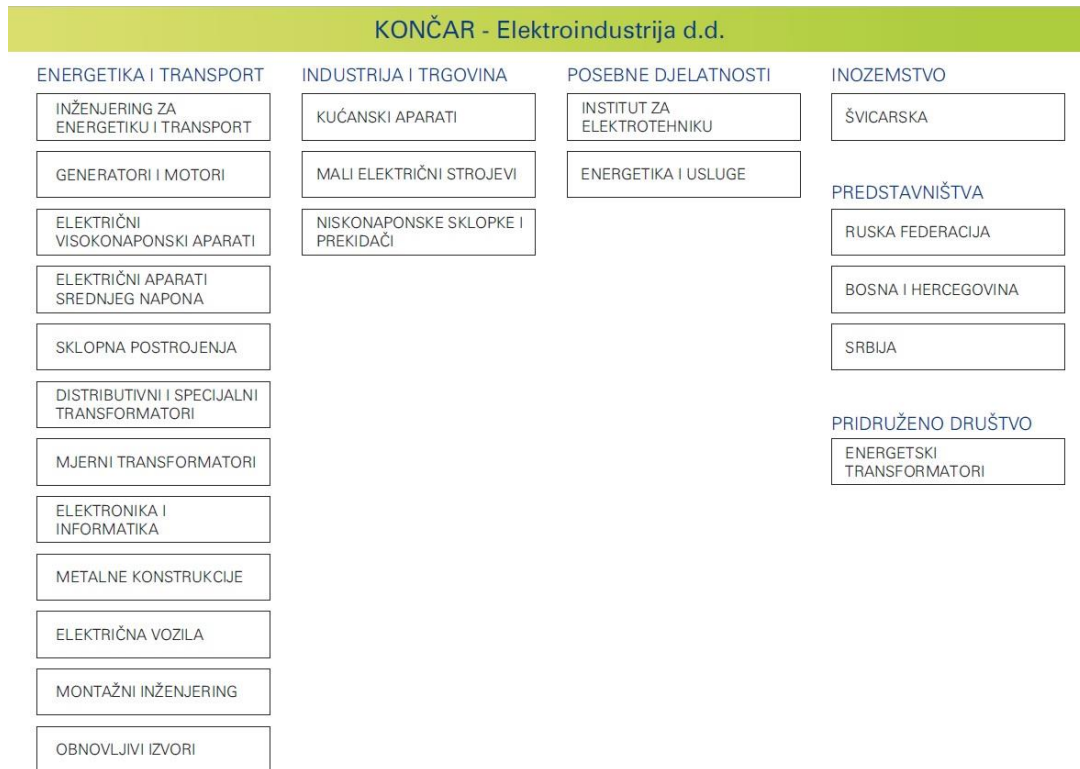 KONČAR - Elektroindustrija d.d.
ENERGETIKA I TRANSPORT
INŽENJERING ZA
ENERGETIKU I TRANSPORT
GENERATORI I MOTORI
ELEKTRIČNI
VISOKONAPONSKI APARATI
ELEKTRIČNI APARATI
SREDNJEG NAPONA
SKLOPNA POSTROJENJA
DISTRIBUTIVNI I SPECIJALNI
TRANSFORMATORI
MJERNI TRANSFORMATORI
ELEKTRONIKA I
INFORMATIKA
METALNE KONSTRUKCIJE
ELEKTRIČNA VOZILA
MONTAŽNI INŽENJERING
OBNOVLJIVI IZVORI
INDUSTRIJA I TRGOVINA
KUĆANSKI APARATI
MALI ELEKTRIČNI STROJEVI
NISKONAPONSKE SKLOPKE I
PREKIDAČI
POSEBNE DJELATNOSTI
INSTITUT ZA
ELEKTROTEHNIKU
ENERGETIKA I USLUGE
INOZEMSTVO
ŠVICARSKA
PREDSTAVNIŠTVA
RUSKA FEDERACIJA
BOSNA I HERCEGOVINA
SRBIJA
PRIDRUŽENO DRUŠTVO
ENERGETSKI
TRANSFORMATORI